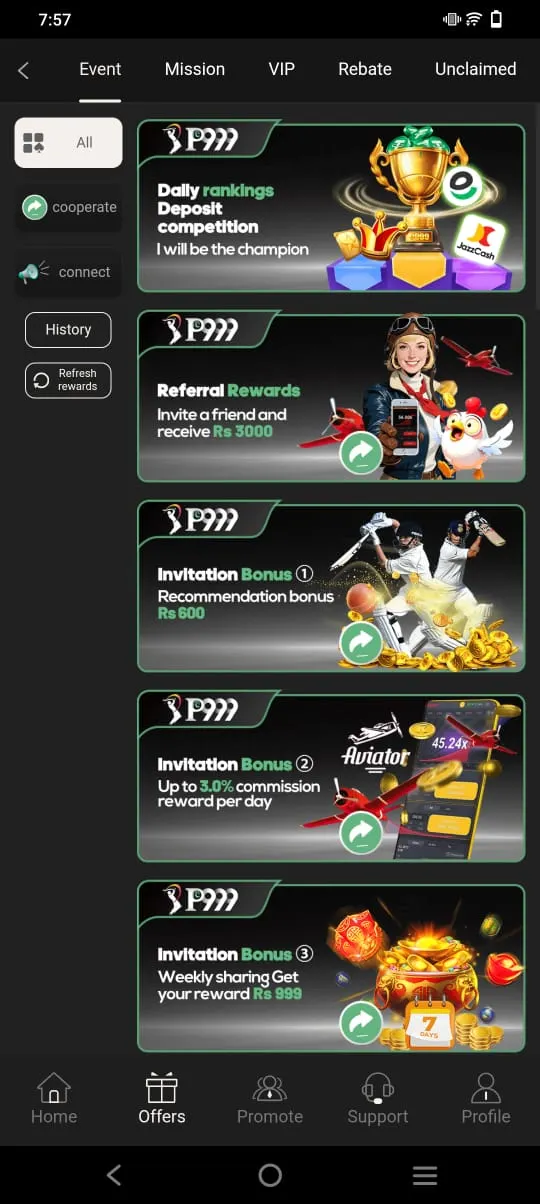 7:57
Event Mission VIP Rebate Unclaimed
All
cooperate
connect
History
Refresh
rewards
P999
Daily rankings
Deposit
competition
I will be the champion
JazzCash
P999
Referral Rewards
Invite a friend and
receive Rs 3000
P999
Invitation Bonus ①
Recommendation bonus
Rs 600
P999
Invitation Bonus ②
Up to 3.0% commission
reward per day
Aviator
45.24x
P999
Invitation Bonus ③
Weekly sharing Get
your reward Rs 999
7
DAYS
Home Offers Promote Support Profile